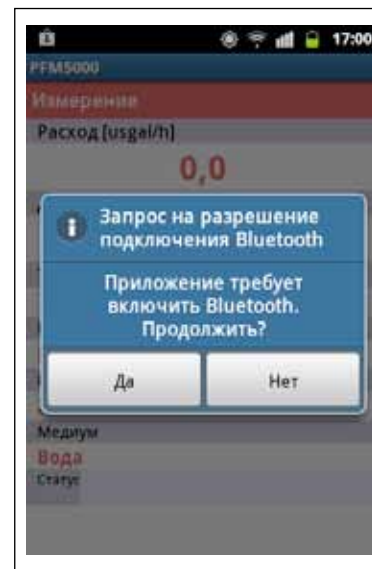 17:00
PFM5000
Измерение
Расход [usgal/h]
0,0
Запрос на разрешение
подключения Bluetooth
Приложение требует
включить Bluetooth.
Продолжить?
Да
Нет
Медиум
Вода
Статус